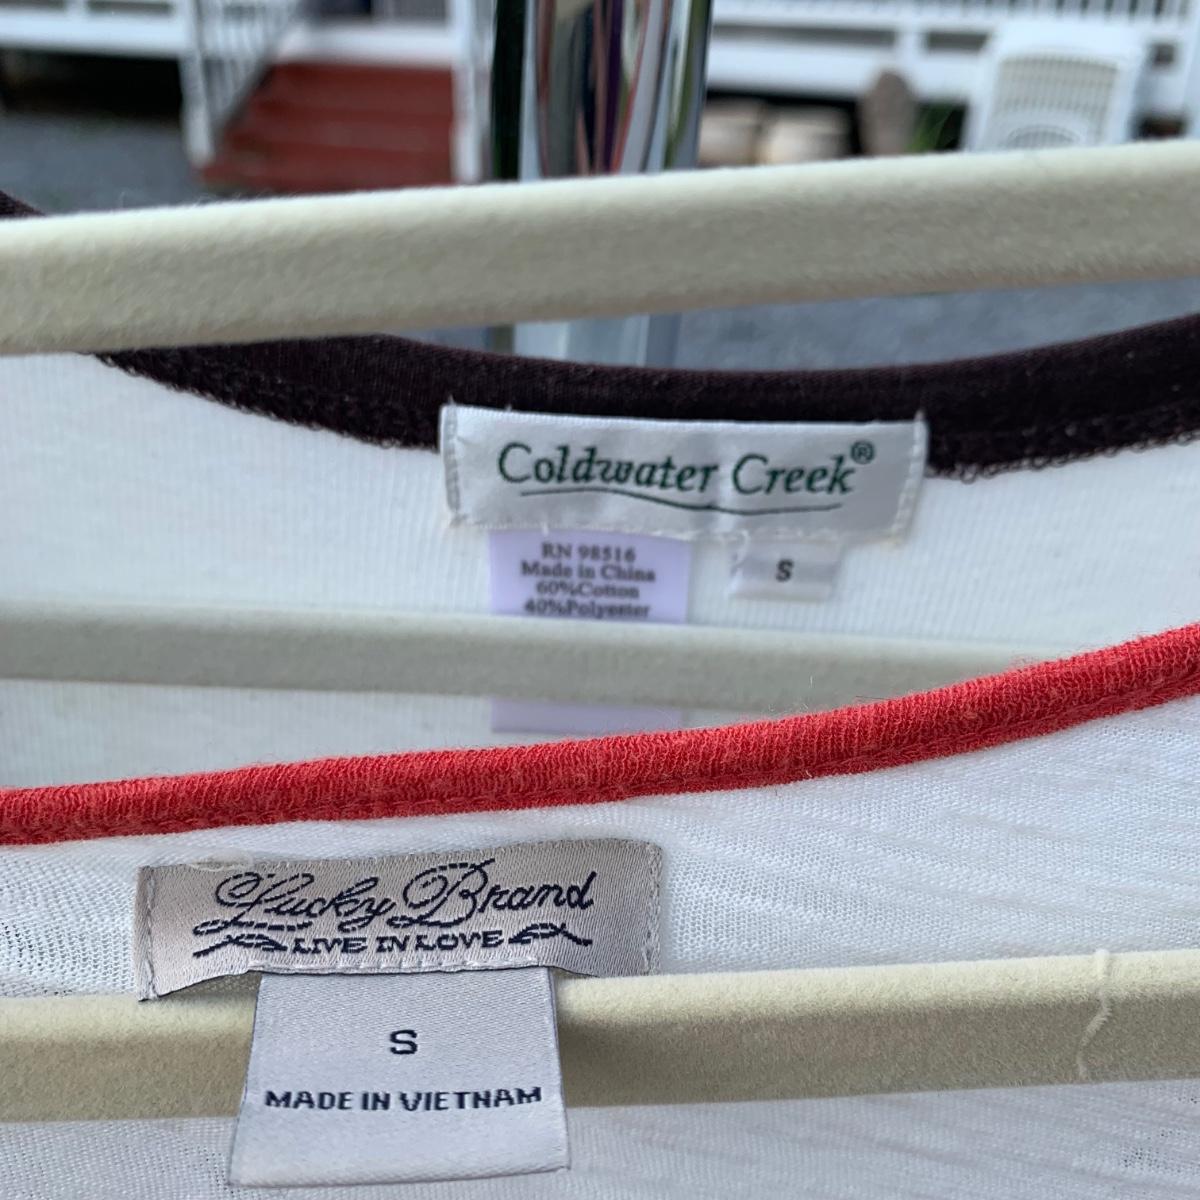 Coldwater Creek®
RN 98516
Made in China
60%Cotton
40%Polyester
S
Lucky Brand
LIVE IN LOVE
S
MADE IN VIETNAM